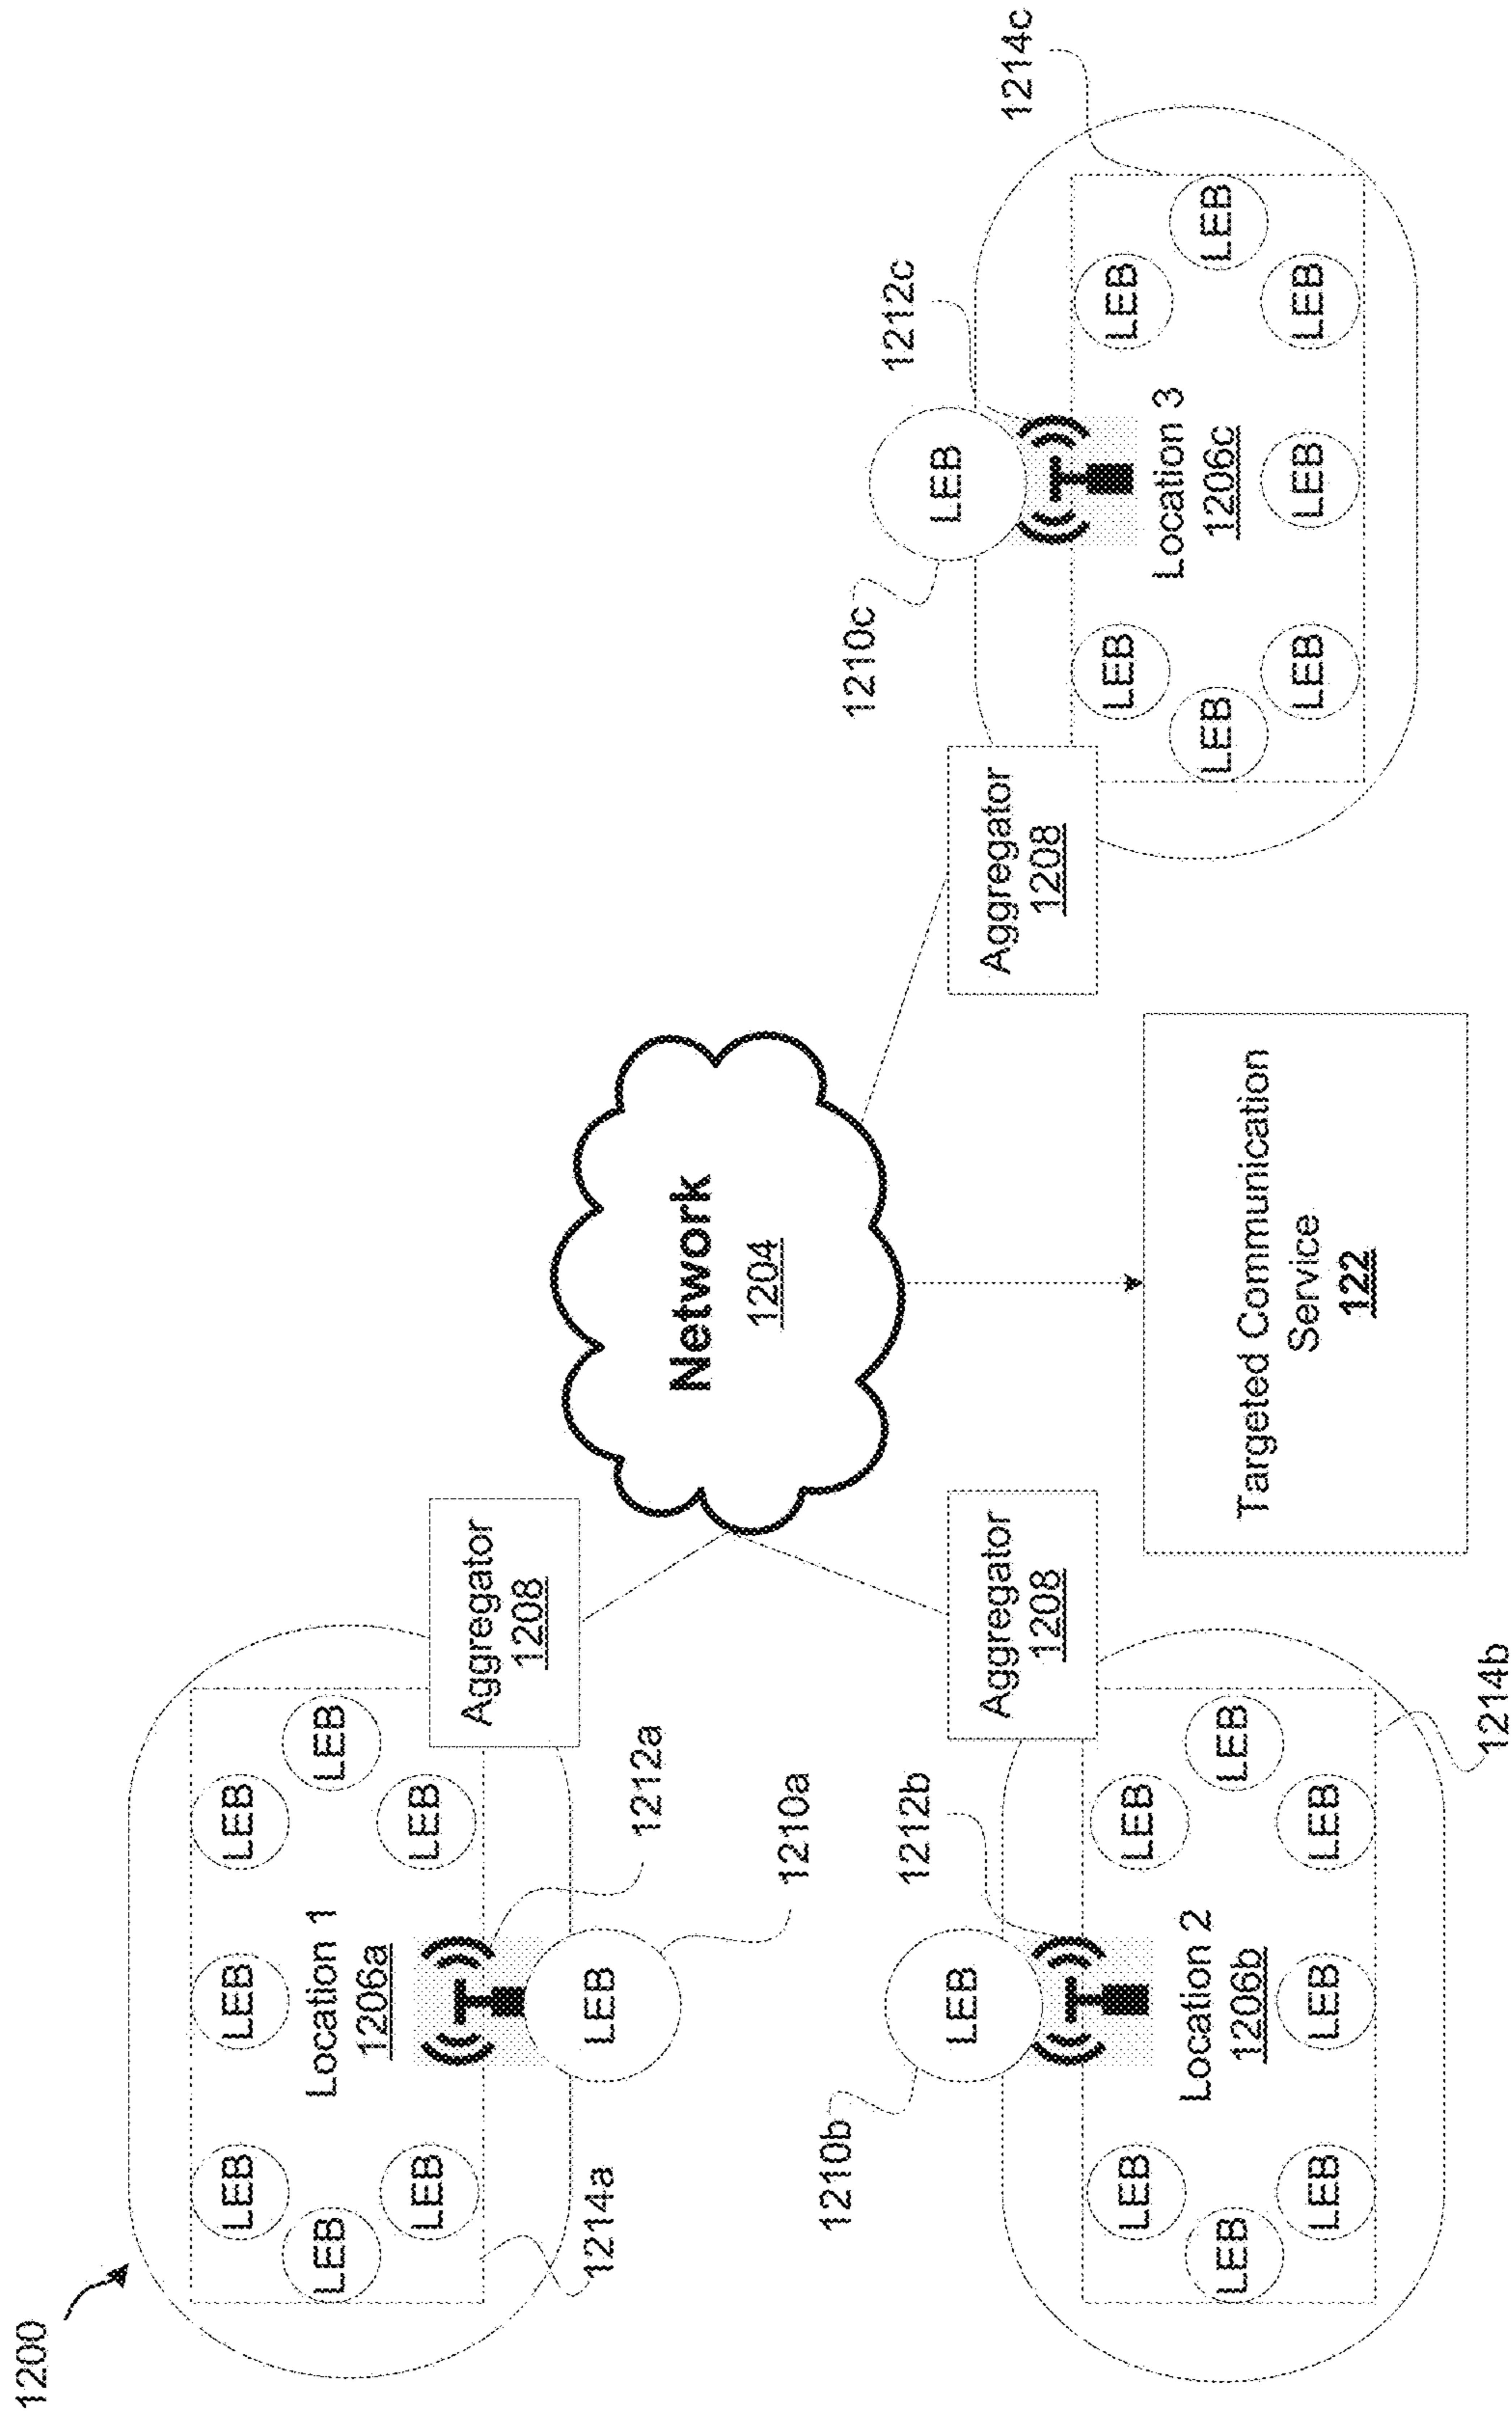 1200
LEB
LEB
LEB
LEB
Location 1
1206a
LEB
LEB
LEB
1214a
1212a
LEB
1210a
Aggregator
1208
Network
1204
1210b
LEB
1212b
Aggregator
1208
LEB
LEB
LEB
Location 2
1206b
LEB
LEB
LEB
LEB
1214b
Targeted Communication
Service
122
Aggregator
1208
1210c
LEB
1212c
1214c
LEB
LEB
LEB
Location 3
1206c
LEB
LEB
LEB
LEB